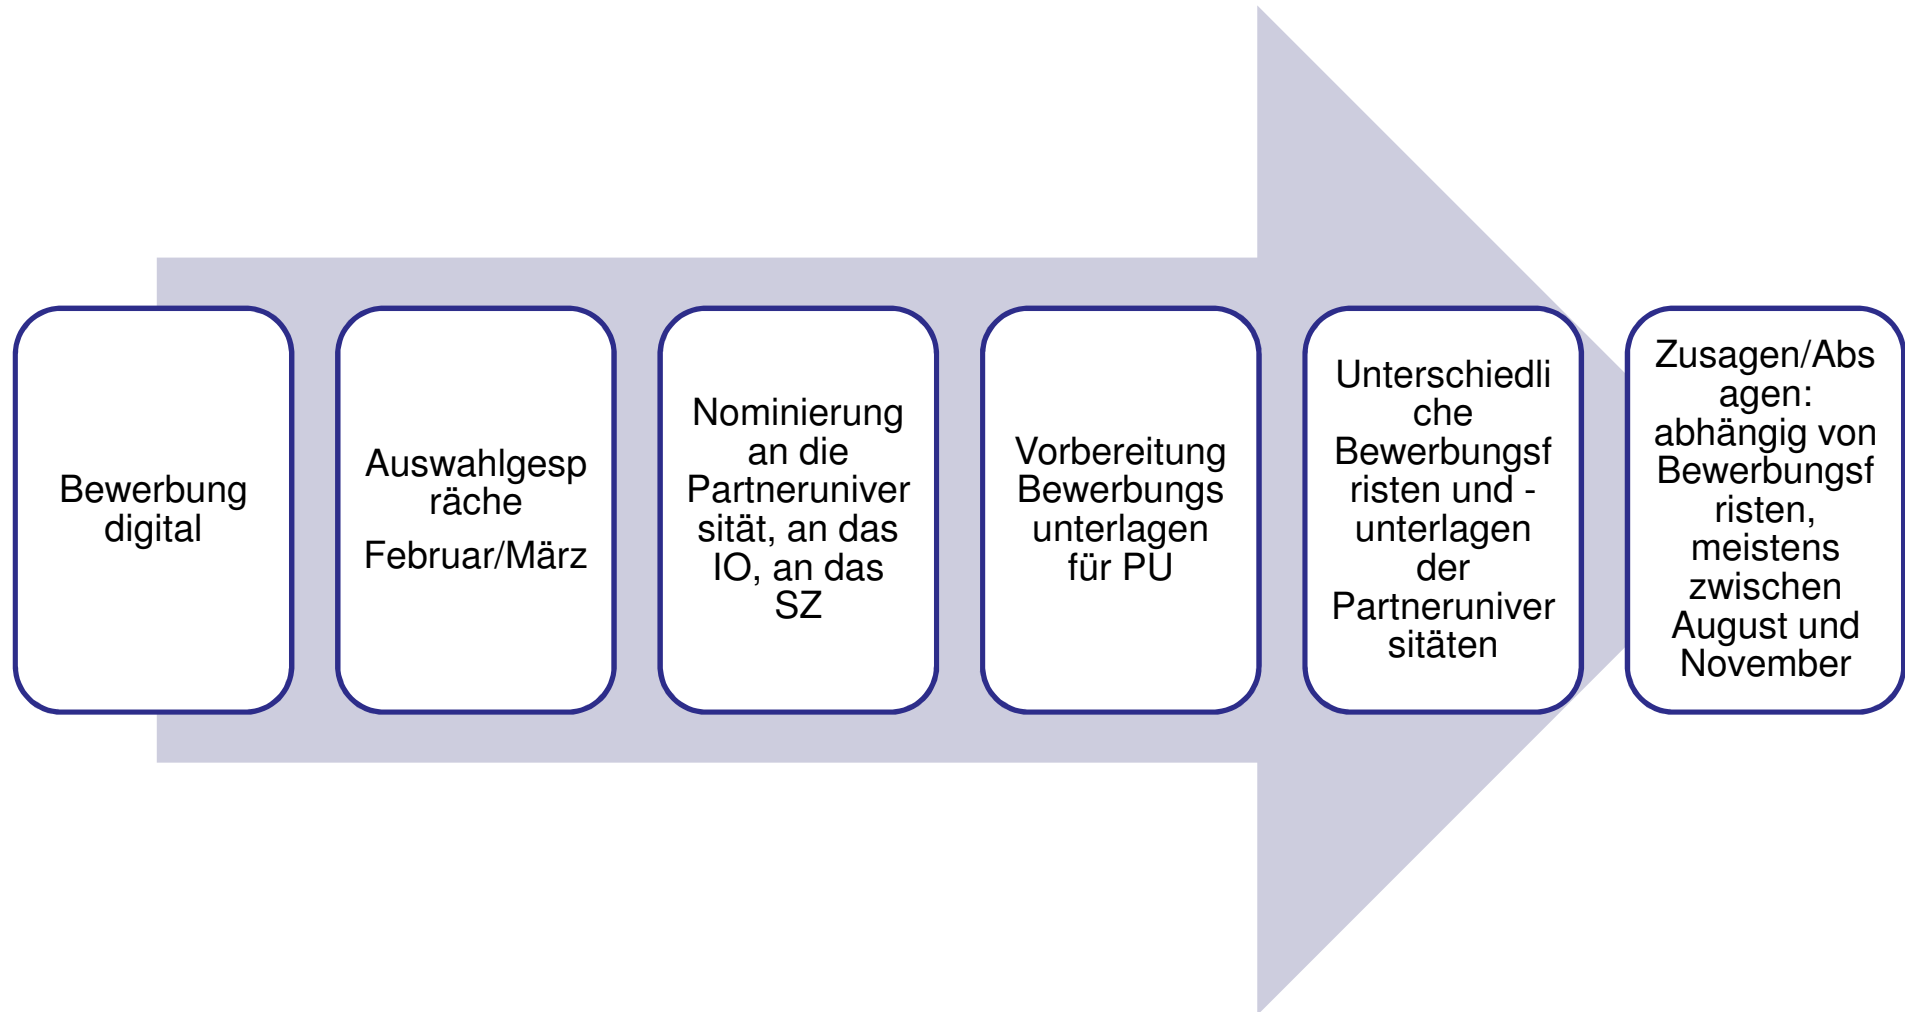 Bewerbung
digital
Auswahlgesp
räche
Februar/März
Nominierung
an die
Partneruniver
sität, an das
IO, an das
SZ
Vorbereitung
Bewerbungs
unterlagen
für PU
Unterschiedli
che
Bewerbungsf
risten und -
unterlagen
der
Partneruniver
sitäten
Zusagen/Abs
agen:
abhängig von
Bewerbungsf
risten,
meistens
zwischen
August und
November